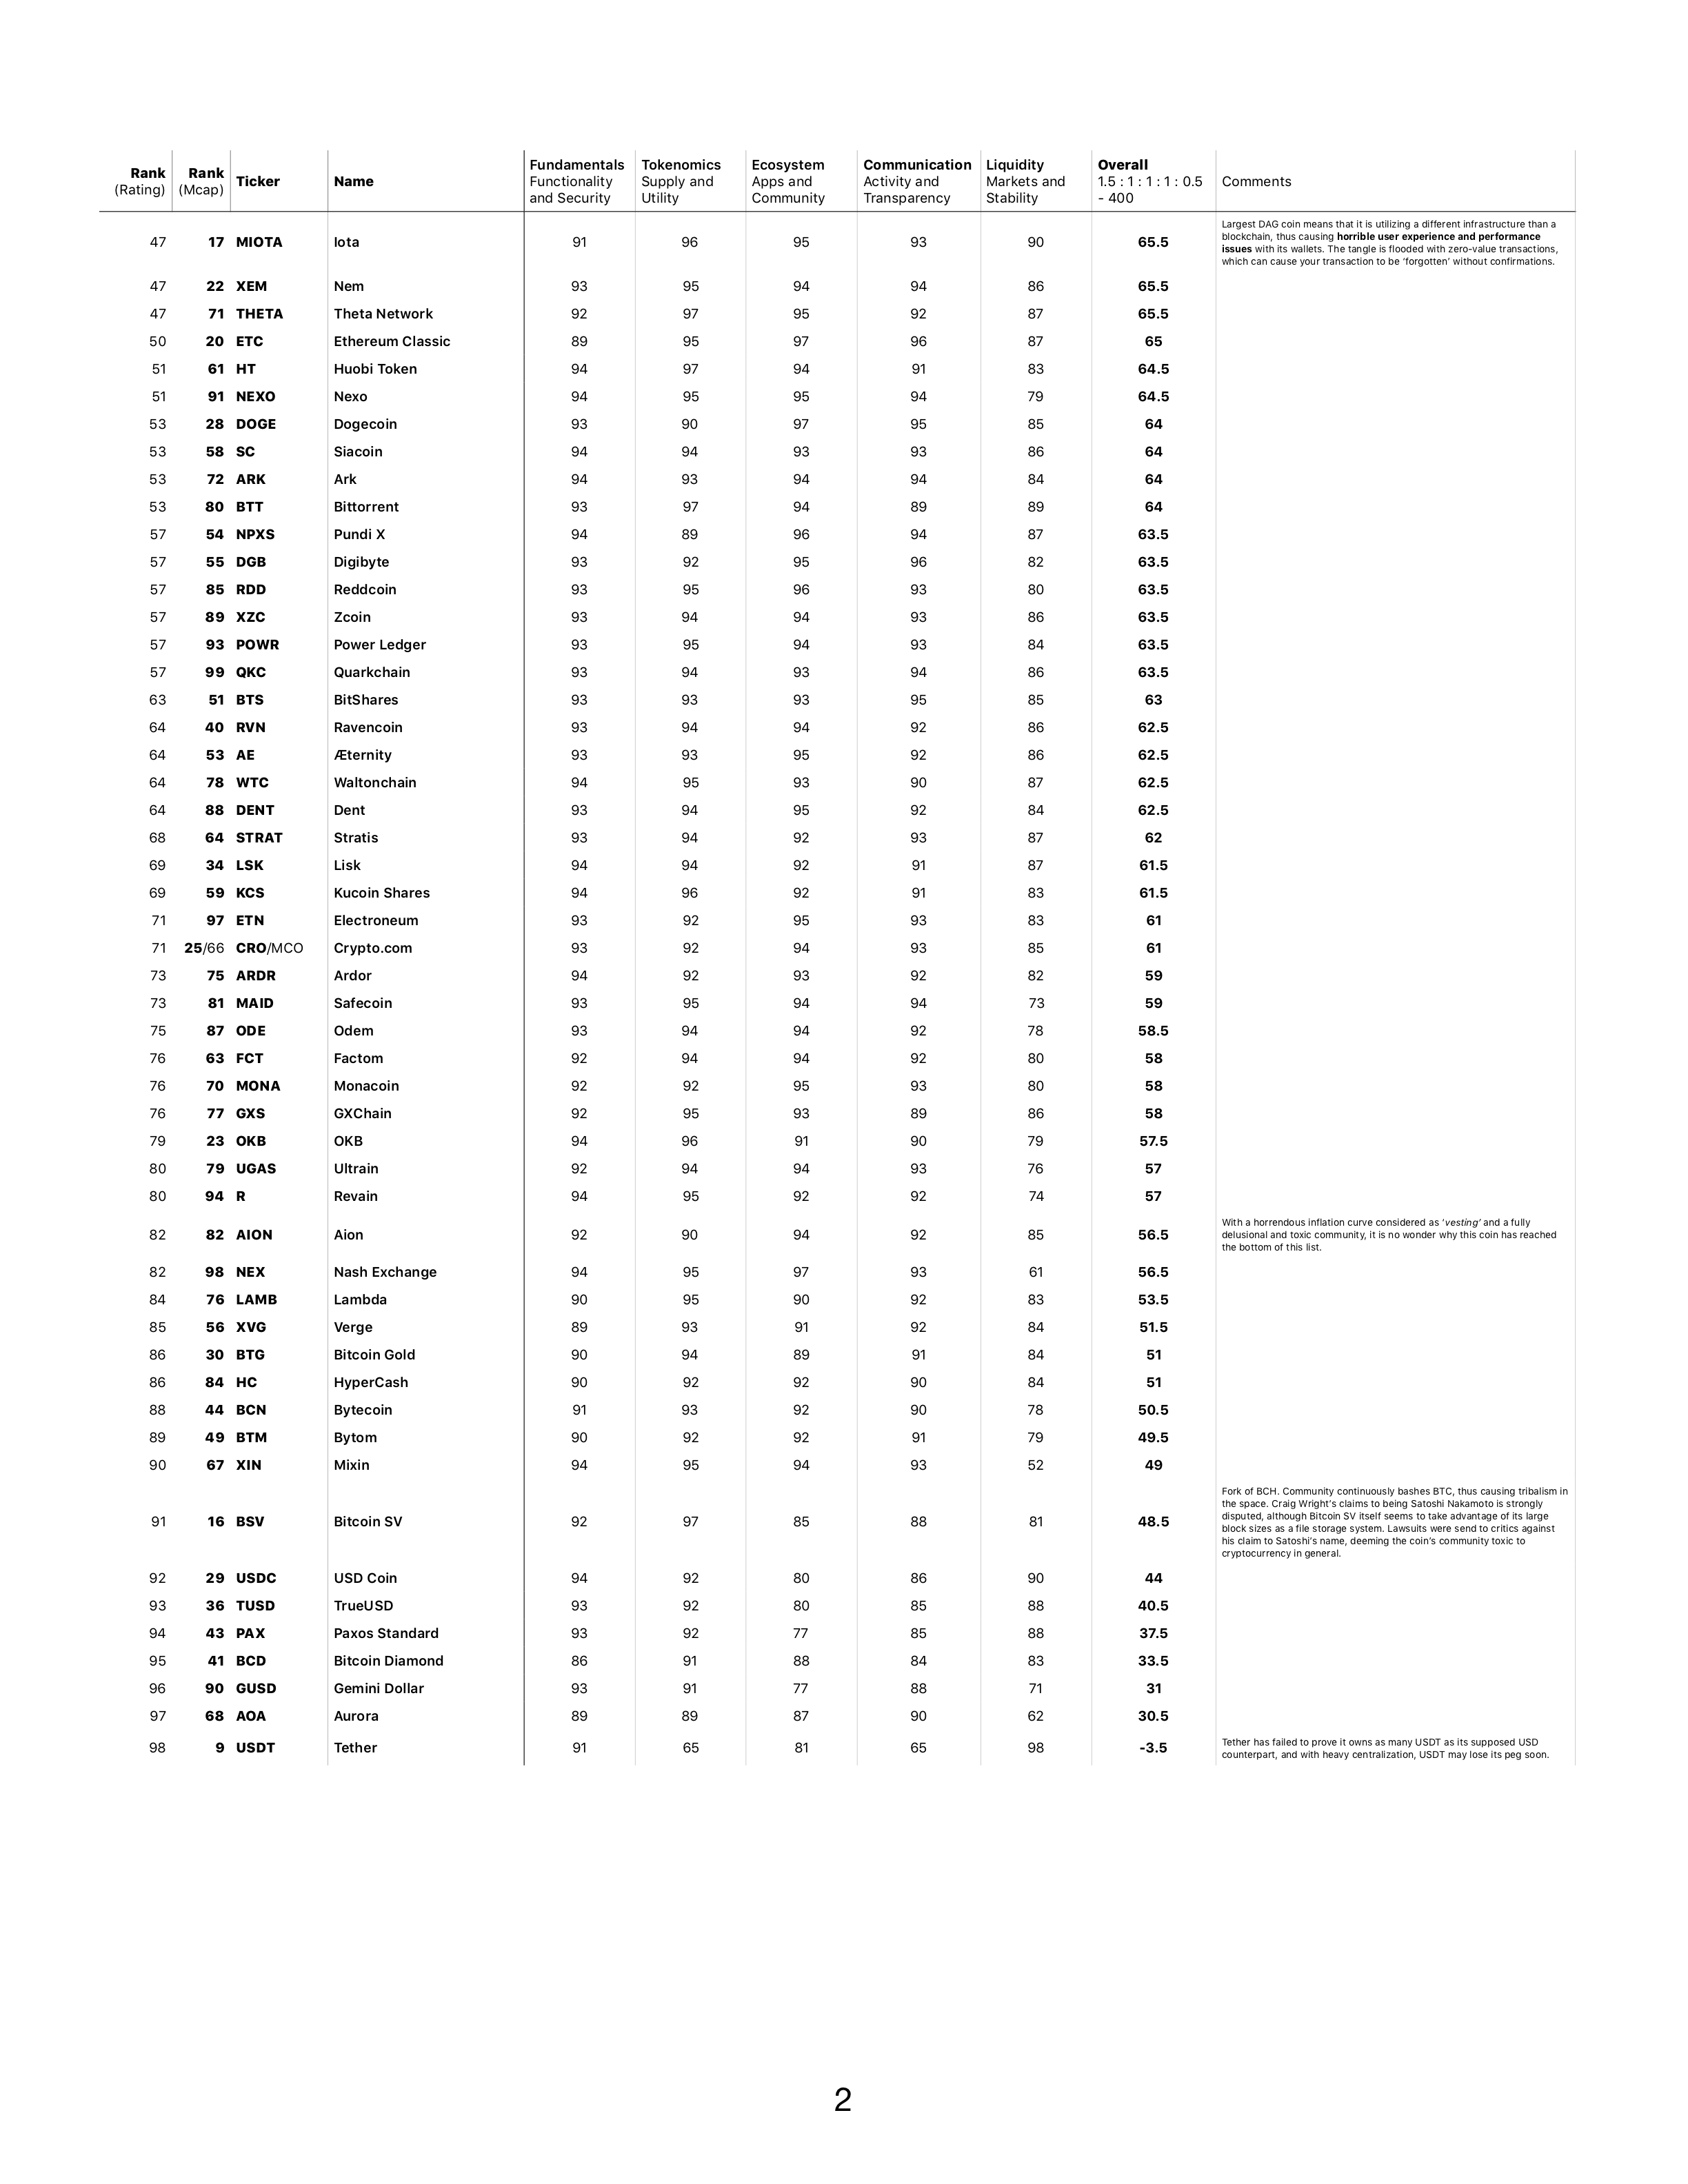 Rank (Rating) Rank (Mcap) Ticker Name Fundamentals Functionality and Security Tokenomics Supply and Utility Ecosystem Apps and Community Communication Activity and Transparency Liquidity Markets and Stability Overall 1.5 : 1 : 1 : 1 : 0.5 - 400 Comments
47 17 MIOTA Iota 91 96 95 93 90 65.5
Largest DAG coin means that it is utilizing a different infrastructure than a
blockchain, thus causing horrible user experience and performance
issues with its wallets. The tangle is flooded with zero-value transactions,
which can cause your transaction to be ‘forgotten’ without confirmations.
47 22 XEM Nem 93 95 94 94 86 65.5
47 71 THETA Theta Network 92 97 95 92 87 65.5
50 20 ETC Ethereum Classic 89 95 97 96 87 65
51 61 HT Huobi Token 94 97 94 91 83 64.5
51 91 NEXO Nexo 94 95 95 94 79 64.5
53 28 DOGE Dogecoin 93 90 97 95 85 64
53 58 SC Siacoin 94 94 93 93 86 64
53 72 ARK Ark 94 93 94 94 84 64
53 80 BTT Bittorrent 93 97 94 89 89 64
57 54 NPXS Pundi X 94 89 96 94 87 63.5
57 55 DGB Digibyte 93 92 95 96 82 63.5
57 85 RDD Reddcoin 93 95 96 93 80 63.5
57 89 XZC Zcoin 93 94 94 93 86 63.5
57 93 POWR Power Ledger 93 95 94 93 84 63.5
57 99 QKC Quarkchain 93 94 93 94 86 63.5
63 51 BTS BitShares 93 93 93 95 85 63
64 40 RVN Ravencoin 93 94 94 92 86 62.5
64 53 AE Æternity 93 93 95 92 86 62.5
64 78 WTC Waltonchain 94 95 93 90 87 62.5
64 88 DENT Dent 93 94 95 92 84 62.5
68 64 STRAT Stratis 93 94 92 93 87 62
69 34 LSK Lisk 94 94 92 91 87 61.5
69 59 KCS Kucoin Shares 94 96 92 91 83 61.5
71 97 ETN Electroneum 93 92 95 93 83 61
71 25/66 CRO/MCO Crypto.com 93 92 94 93 85 61
73 75 ARDR Ardor 94 92 93 92 82 59
73 81 MAID Safecoin 93 95 94 94 73 59
75 87 ODE Odem 93 94 94 92 78 58.5
76 63 FCT Factom 92 94 94 92 80 58
76 70 MONA Monacoin 92 92 95 93 80 58
76 77 GXS GXChain 92 95 93 89 86 58
79 23 OKB OKB 94 96 91 90 79 57.5
80 79 UGAS Ultrain 92 94 94 93 76 57
80 94 R Revain 94 95 92 92 74 57
82 82 AION Aion 92 90 94 92 85 56.5
With a horrendous inflation curve considered as ‘vesting’ and a fully
delusional and toxic community, it is no wonder why this coin has reached
the bottom of this list.
82 98 NEX Nash Exchange 94 95 97 93 61 56.5
84 76 LAMB Lambda 90 95 90 92 83 53.5
85 56 XVG Verge 89 93 91 92 84 51.5
86 30 BTG Bitcoin Gold 90 94 89 91 84 51
86 84 HC HyperCash 90 92 92 90 84 51
88 44 BCN Bytecoin 91 93 92 90 78 50.5
89 49 BTM Bytom 90 92 92 91 79 49.5
90 67 XIN Mixin 94 95 94 93 52 49
91 16 BSV Bitcoin SV 92 97 85 88 81 48.5
Fork of BCH. Community continuously bashes BTC, thus causing tribalism in
the space. Craig Wright’s claims to being Satoshi Nakamoto is strongly
disputed, although Bitcoin SV itself seems to take advantage of its large
block sizes as a file storage system. Lawsuits were send to critics against
his claim to Satoshi’s name, deeming the coin’s community toxic to
cryptocurrency in general.
92 29 USDC USD Coin 94 92 80 86 90 44
93 36 TUSD TrueUSD 93 92 80 85 88 40.5
94 43 PAX Paxos Standard 93 92 77 85 88 37.5
95 41 BCD Bitcoin Diamond 86 91 88 84 83 33.5
96 90 GUSD Gemini Dollar 93 91 77 88 71 31
97 68 AOA Aurora 89 89 87 90 62 30.5
98 9 USDT Tether 91 65 81 65 98 -3.5
Tether has failed to prove it owns as many USDT as its supposed USD
counterpart, and with heavy centralization, USDT may lose its peg soon.
2